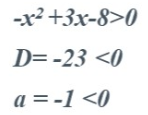 -x² +3x-8>0
D= -23 <0
a = -1 <0